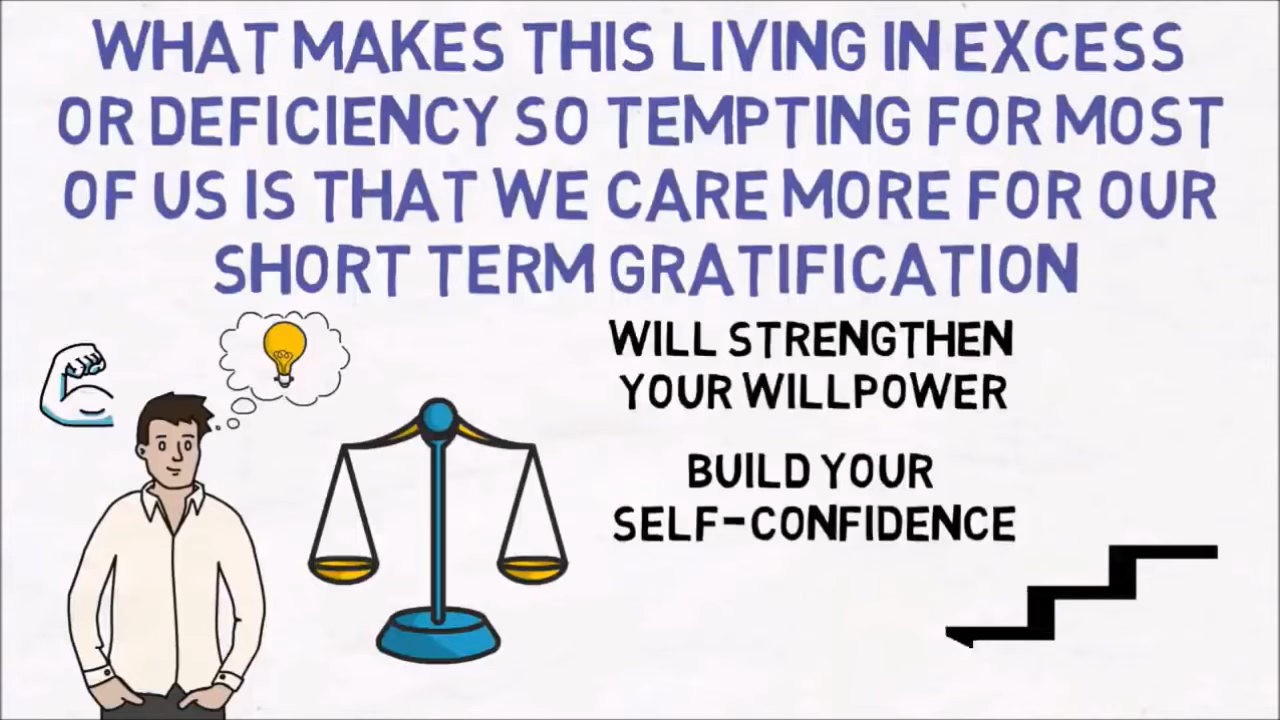 WHAT MAKES THIS LIVING IN EXCESS
OR DEFICIENCY SO TEMPTING FOR MOST
OF US IS THAT WE CARE MORE FOR OUR
SHORT TERM GRATIFICATION
WILL STRENGTHEN
YOUR WILLPOWER
BUILD YOUR
SELF-CONFIDENCE